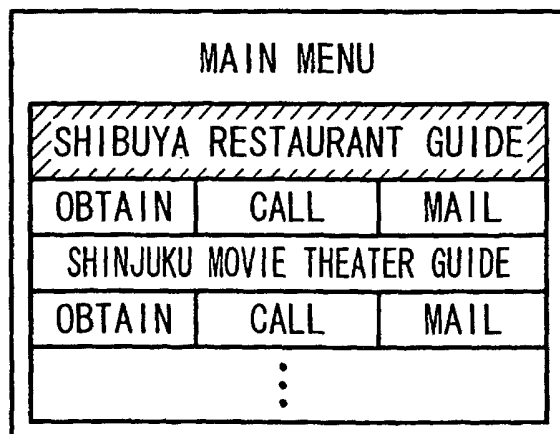 MAIN MENU
SHIBUYA RESTAURANT GUIDE
OBTAIN CALL MAIL
SHINJUKU MOVIE THEATER GUIDE
OBTAIN CALL MAIL